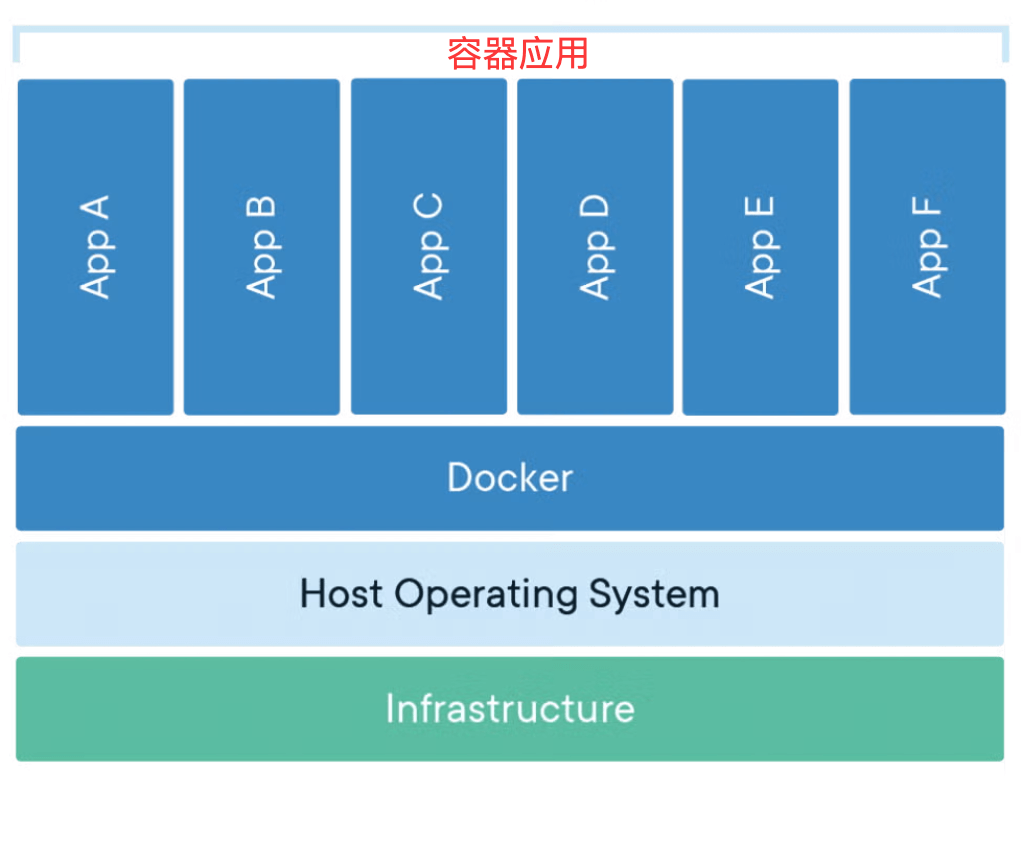 容器应用
App A
App B
App C
App D
App E
App F
Docker
Host Operating System
Infrastructure